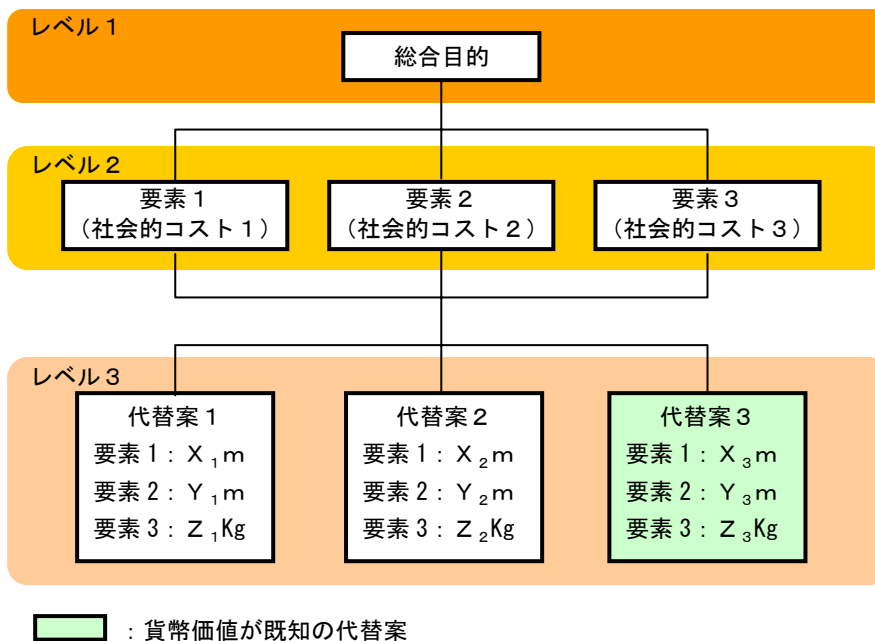 レベル１
総合目的
レベル２
要素１
（社会的コスト１）
要素２
（社会的コスト２）
要素３
（社会的コスト３）
レベル３
代替案１
要素１：Ｘ₁ｍ
要素２：Ｙ₁ｍ
要素３：Ｚ₁Kg
代替案２
要素１：Ｘ₂ｍ
要素２：Ｙ₂ｍ
要素３：Ｚ₂Kg
代替案３
要素１：Ｘ₃ｍ
要素２：Ｙ₃ｍ
要素３：Ｚ₃Kg
：貨幣価値が既知の代替案